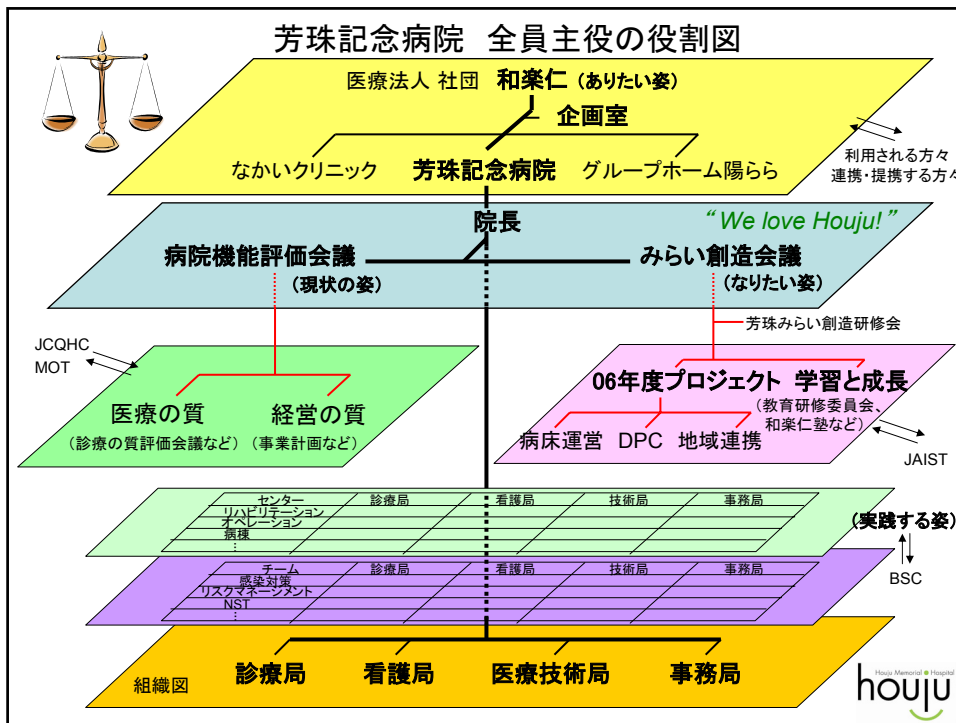 芳珠記念病院 全員主役の役割図
医療法人 社団 和楽仁 (ありたい姿)
企画室
なかいクリニック 芳珠記念病院 グループホーム陽らら
利用される方々
連携・提携する方々
院長
“We love Houju!”
病院機能評価会議
(現状の姿)
みらい創造会議
(なりたい姿)
芳珠みらい創造研修会
JCQHC
MOT
医療の質 経営の質
(診療の質評価会議など) (事業計画など)
06年度プロジェクト 学習と成長
(教育研修委員会、
和楽仁塾など)
病床運営 DPC 地域連携
JAIST
センター 診療局 看護局 技術局 事務局
リハビリテーション
オペレーション
病棟
⋮
(実践する姿)
BSC
チーム 診療局 看護局 技術局 事務局
感染対策
リスクマネージメント
NST
⋮
診療局 看護局 医療技術局 事務局
組織図
Houju Memorial Hospital
houju